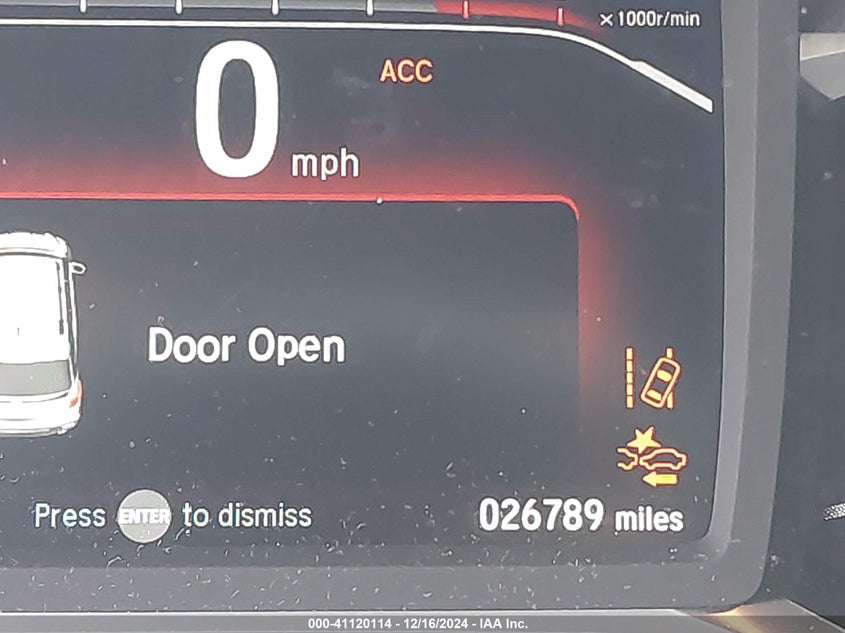 ×1000r/min
ACC
0 mph
Door Open
Press ENTER to dismiss
026789 miles
000-41120114 - 12/16/2024 - IAA Inc.